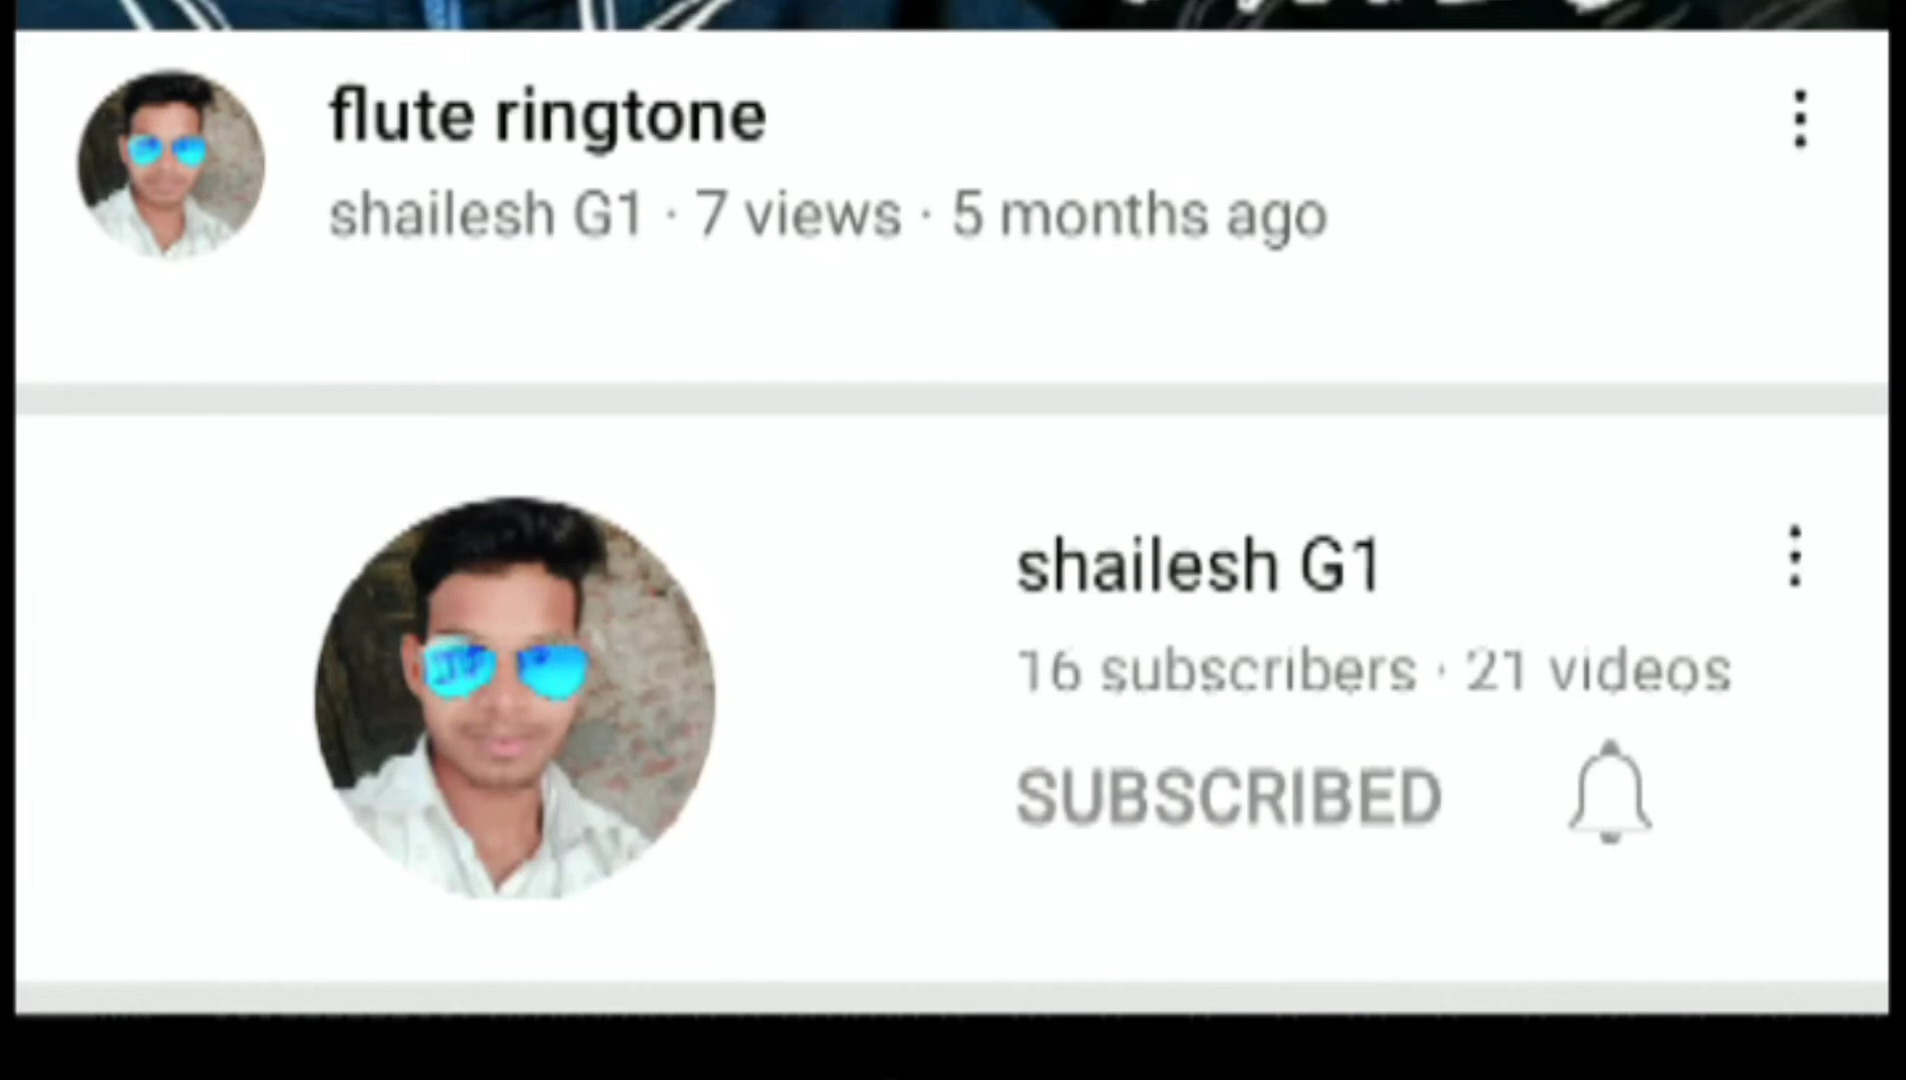 flute ringtone
shailesh G1 · 7 views · 5 months ago
shailesh G1
16 subscribers · 21 videos
SUBSCRIBED